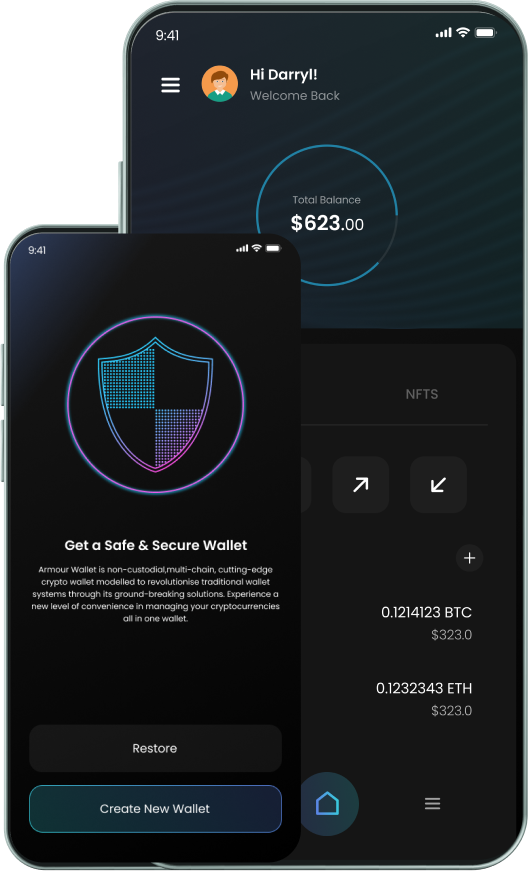 9:41
Hi Darryl!
Welcome Back
Total Balance
$623.00
NFTS
0.1214123 BTC
$323.0
0.1232343 ETH
$323.0
9:41
Get a Safe & Secure Wallet
Armour Wallet is non-custodial,multi-chain, cutting-edge
crypto wallet modelled to revolutionise traditional wallet
systems through its ground-breaking solutions. Experience a
new level of convenience in managing your cryptocurrencies
all in one wallet.
Restore
Create New Wallet